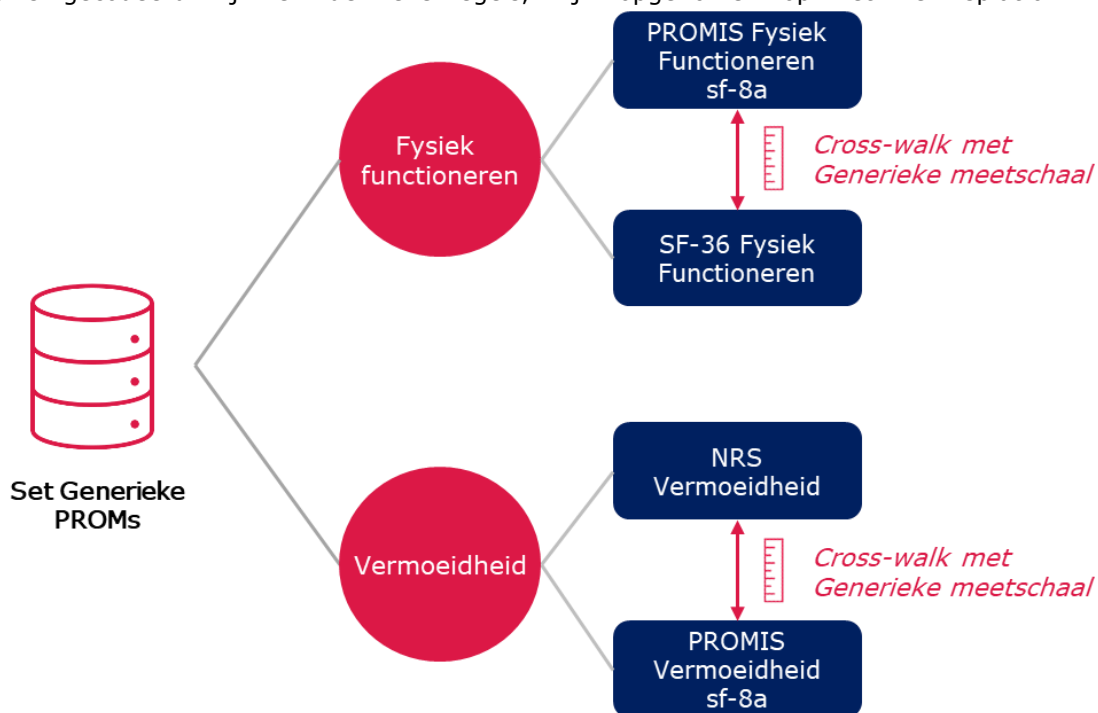 PROMIS Fysiek
Functioneren
sf-8a
Fysiek
functioneren
Cross-walk met
Generieke meetschaal
SF-36 Fysiek
Functioneren
Set Generieke
PROMs
NRS
Vermoeidheid
Vermoeidheid
Cross-walk met
Generieke meetschaal
PROMIS
Vermoeidheid
sf-8a